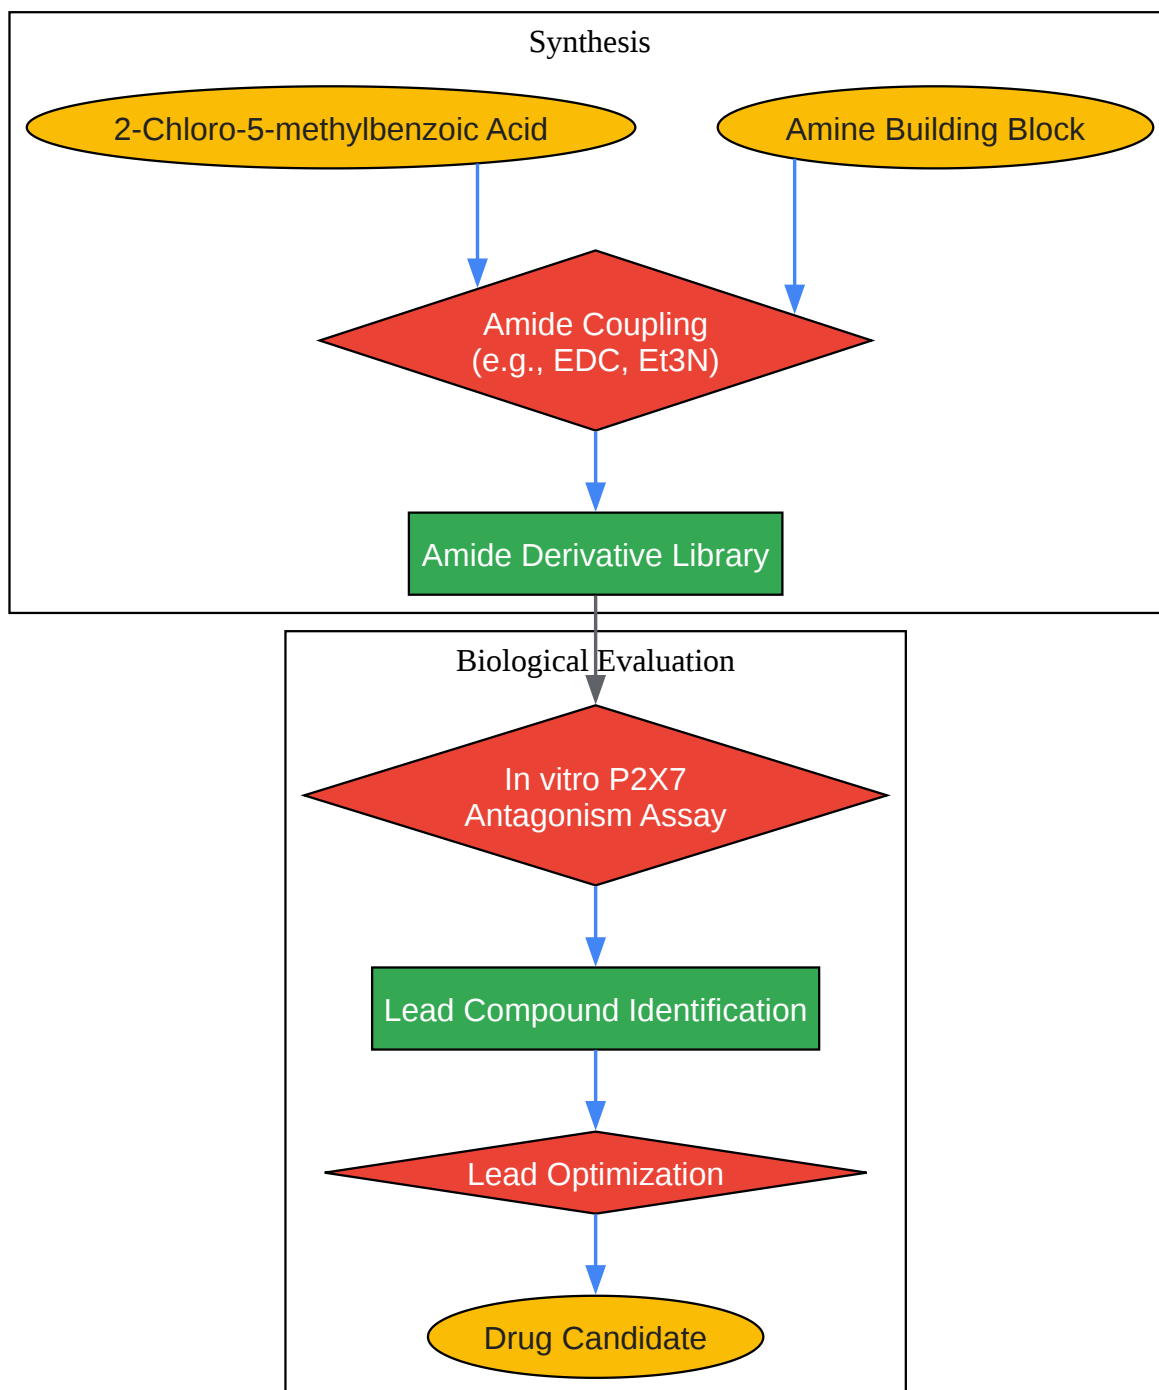 Synthesis
2-Chloro-5-methylbenzoic Acid
Amine Building Block
Amide Coupling
(e.g., EDC, Et3N)
Amide Derivative Library
Biological Evaluation
In vitro P2X7
Antagonism Assay
Lead Compound Identification
Lead Optimization
Drug Candidate